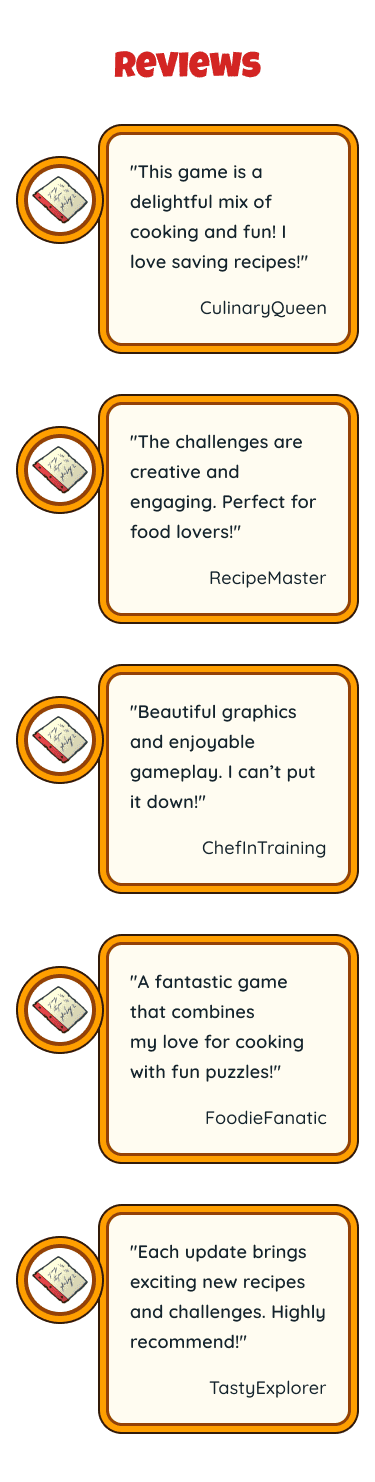 Reviews
"This game is a
delightful mix of
cooking and fun! I
love saving recipes!"
CulinaryQueen
"The challenges are
creative and
engaging. Perfect for
food lovers!"
RecipeMaster
"Beautiful graphics
and enjoyable
gameplay. I can’t put
it down!"
ChefInTraining
"A fantastic game
that combines
my love for cooking
with fun puzzles!"
FoodieFanatic
"Each update brings
exciting new recipes
and challenges. Highly
recommend!"
TastyExplorer